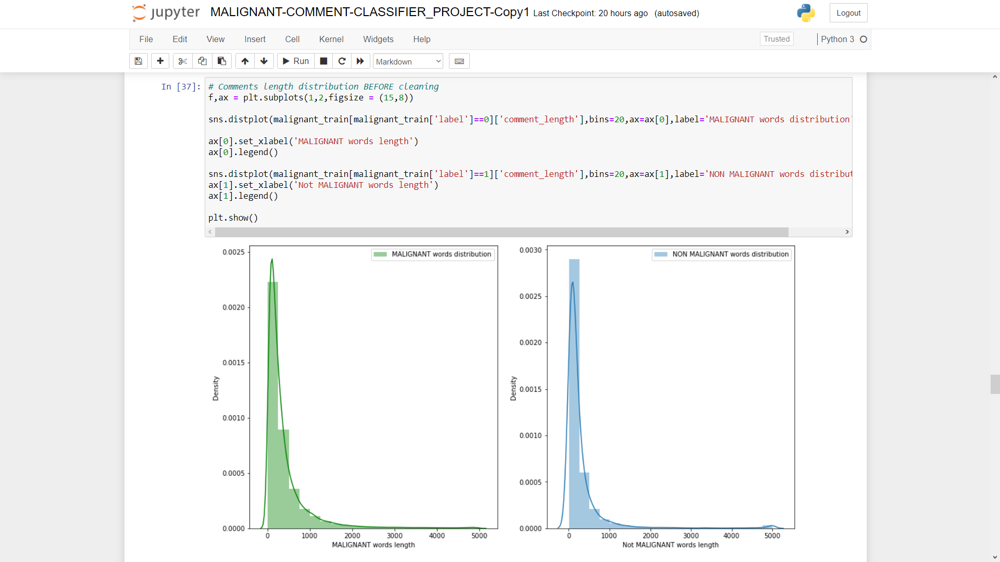 jupyter MALIGNANT-COMMENT-CLASSIFIER_PROJECT-Copy1 Last Checkpoint: 20 hours ago (autosaved) Logout
File Edit View Insert Cell Kernel Widgets Help Trusted Python 3
Run Markdown
In [37]: # Comments length distribution BEFORE cleaning
f,ax = plt.subplots(1,2,figsize = (15,8))
sns.distplot(malignant_train[malignant_train['label']==0]['comment_length'],bins=20,ax=ax[0],label='MALIGNANT words distribution'
ax[0].set_xlabel('MALIGNANT words length')
ax[0].legend()
sns.distplot(malignant_train[malignant_train['label']==1]['comment_length'],bins=20,ax=ax[1],label='NON MALIGNANT words distribut
ax[1].set_xlabel('Not MALIGNANT words length')
ax[1].legend()
plt.show()
MALIGNANT words distribution
0.0025
0.0020
0.0015
0.0010
0.0005
0.0000
Density
0 1000 2000 3000 4000 5000
MALIGNANT words length
NON MALIGNANT words distribution
0.0030
0.0025
0.0020
0.0015
0.0010
0.0005
0.0000
Density
0 1000 2000 3000 4000 5000
Not MALIGNANT words length